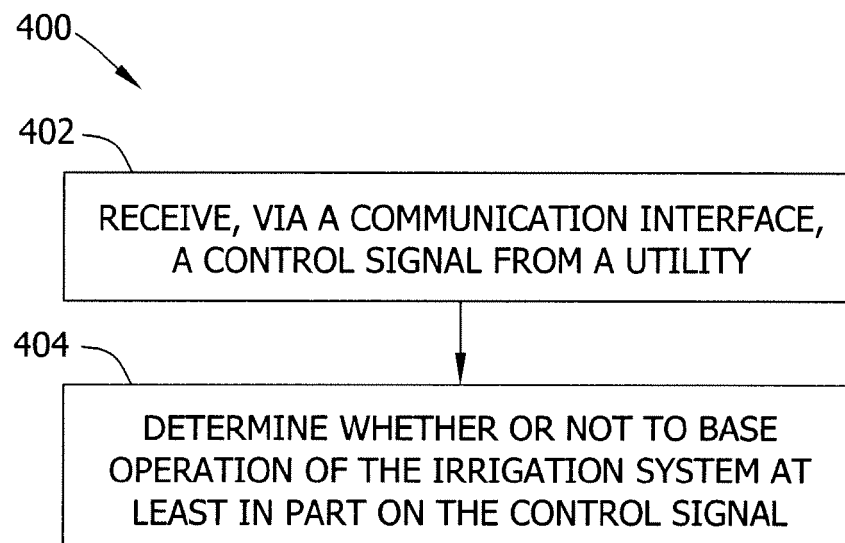 400
402
RECEIVE, VIA A COMMUNICATION INTERFACE,
A CONTROL SIGNAL FROM A UTILITY
404
DETERMINE WHETHER OR NOT TO BASE
OPERATION OF THE IRRIGATION SYSTEM AT
LEAST IN PART ON THE CONTROL SIGNAL